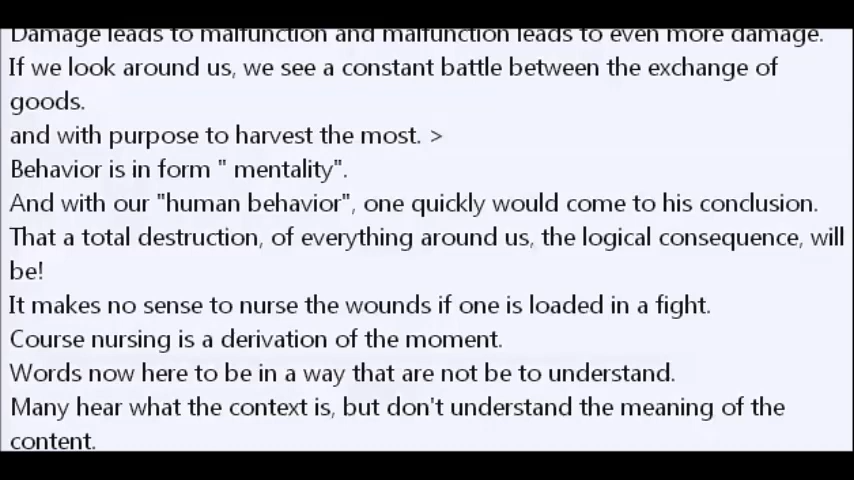 Damage leads to malfunction and malfunction leads to even more damage.
If we look around us, we see a constant battle between the exchange of
goods.
and with purpose to harvest the most. >
Behavior is in form " mentality".
And with our "human behavior", one quickly would come to his conclusion.
That a total destruction, of everything around us, the logical consequence, will
be!
It makes no sense to nurse the wounds if one is loaded in a fight.
Course nursing is a derivation of the moment.
Words now here to be in a way that are not be to understand.
Many hear what the context is, but don't understand the meaning of the
content.